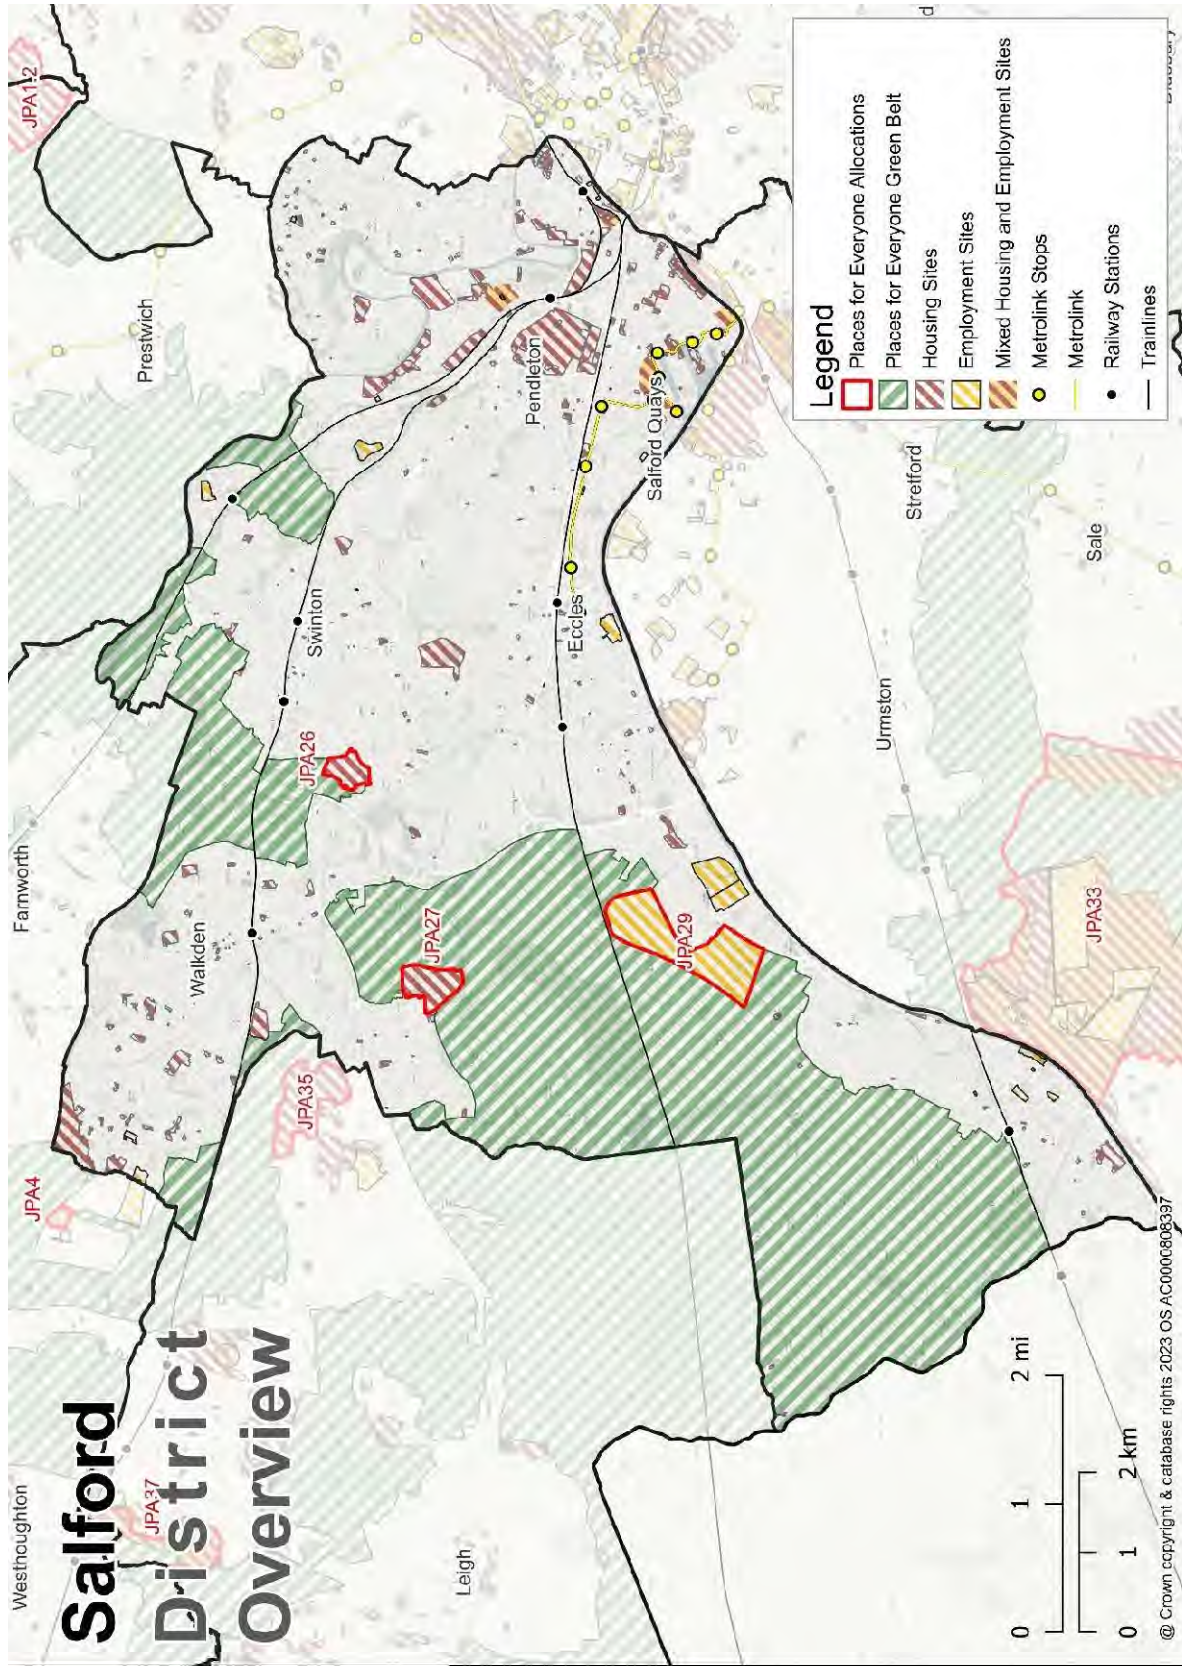 Salford
District
Overview
Westhoughton
JPA37
Leigh
JPA4
JPA35
Farnworth
Walkden
JPA27
JPA26
Swinton
JPA29
Eccles
Prestwich
Pendleton
Salford Quays
JPA1.2
Urmston
Stretford
Sale
JPA33
Legend
Places for Everyone Allocations
Places for Everyone Green Belt
Housing Sites
Employment Sites
Mixed Housing and Employment Sites
Metrolink Stops
Metrolink
Railway Stations
Trainlines
d
0 1 2 mi
0 1 2 km
@ Crown copyright & catabase rights 2023 OS AC0000808397